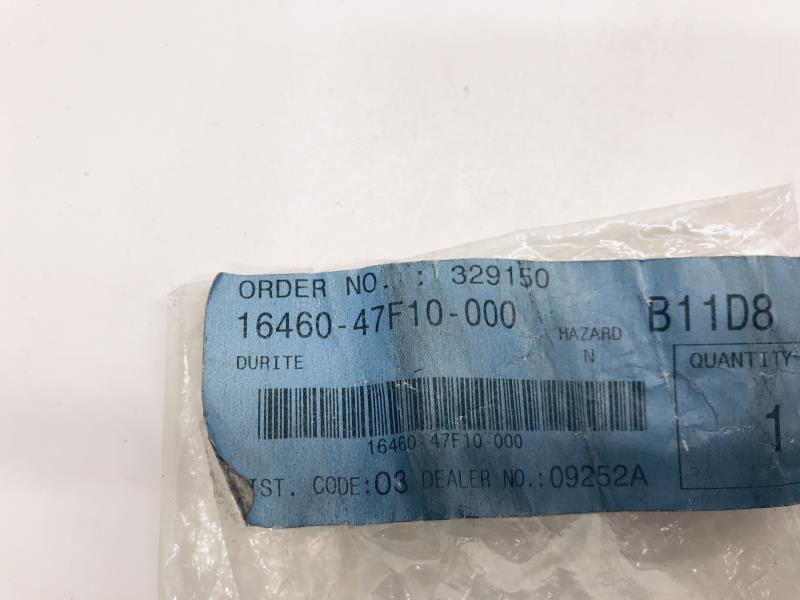 ORDER NO. : 329150
16460-47F10-000
HAZARD
B11D8
DURITE
N
QUANTITY
1
16460 47F10 000
IST. CODE:03 DEALER NO.:09252A